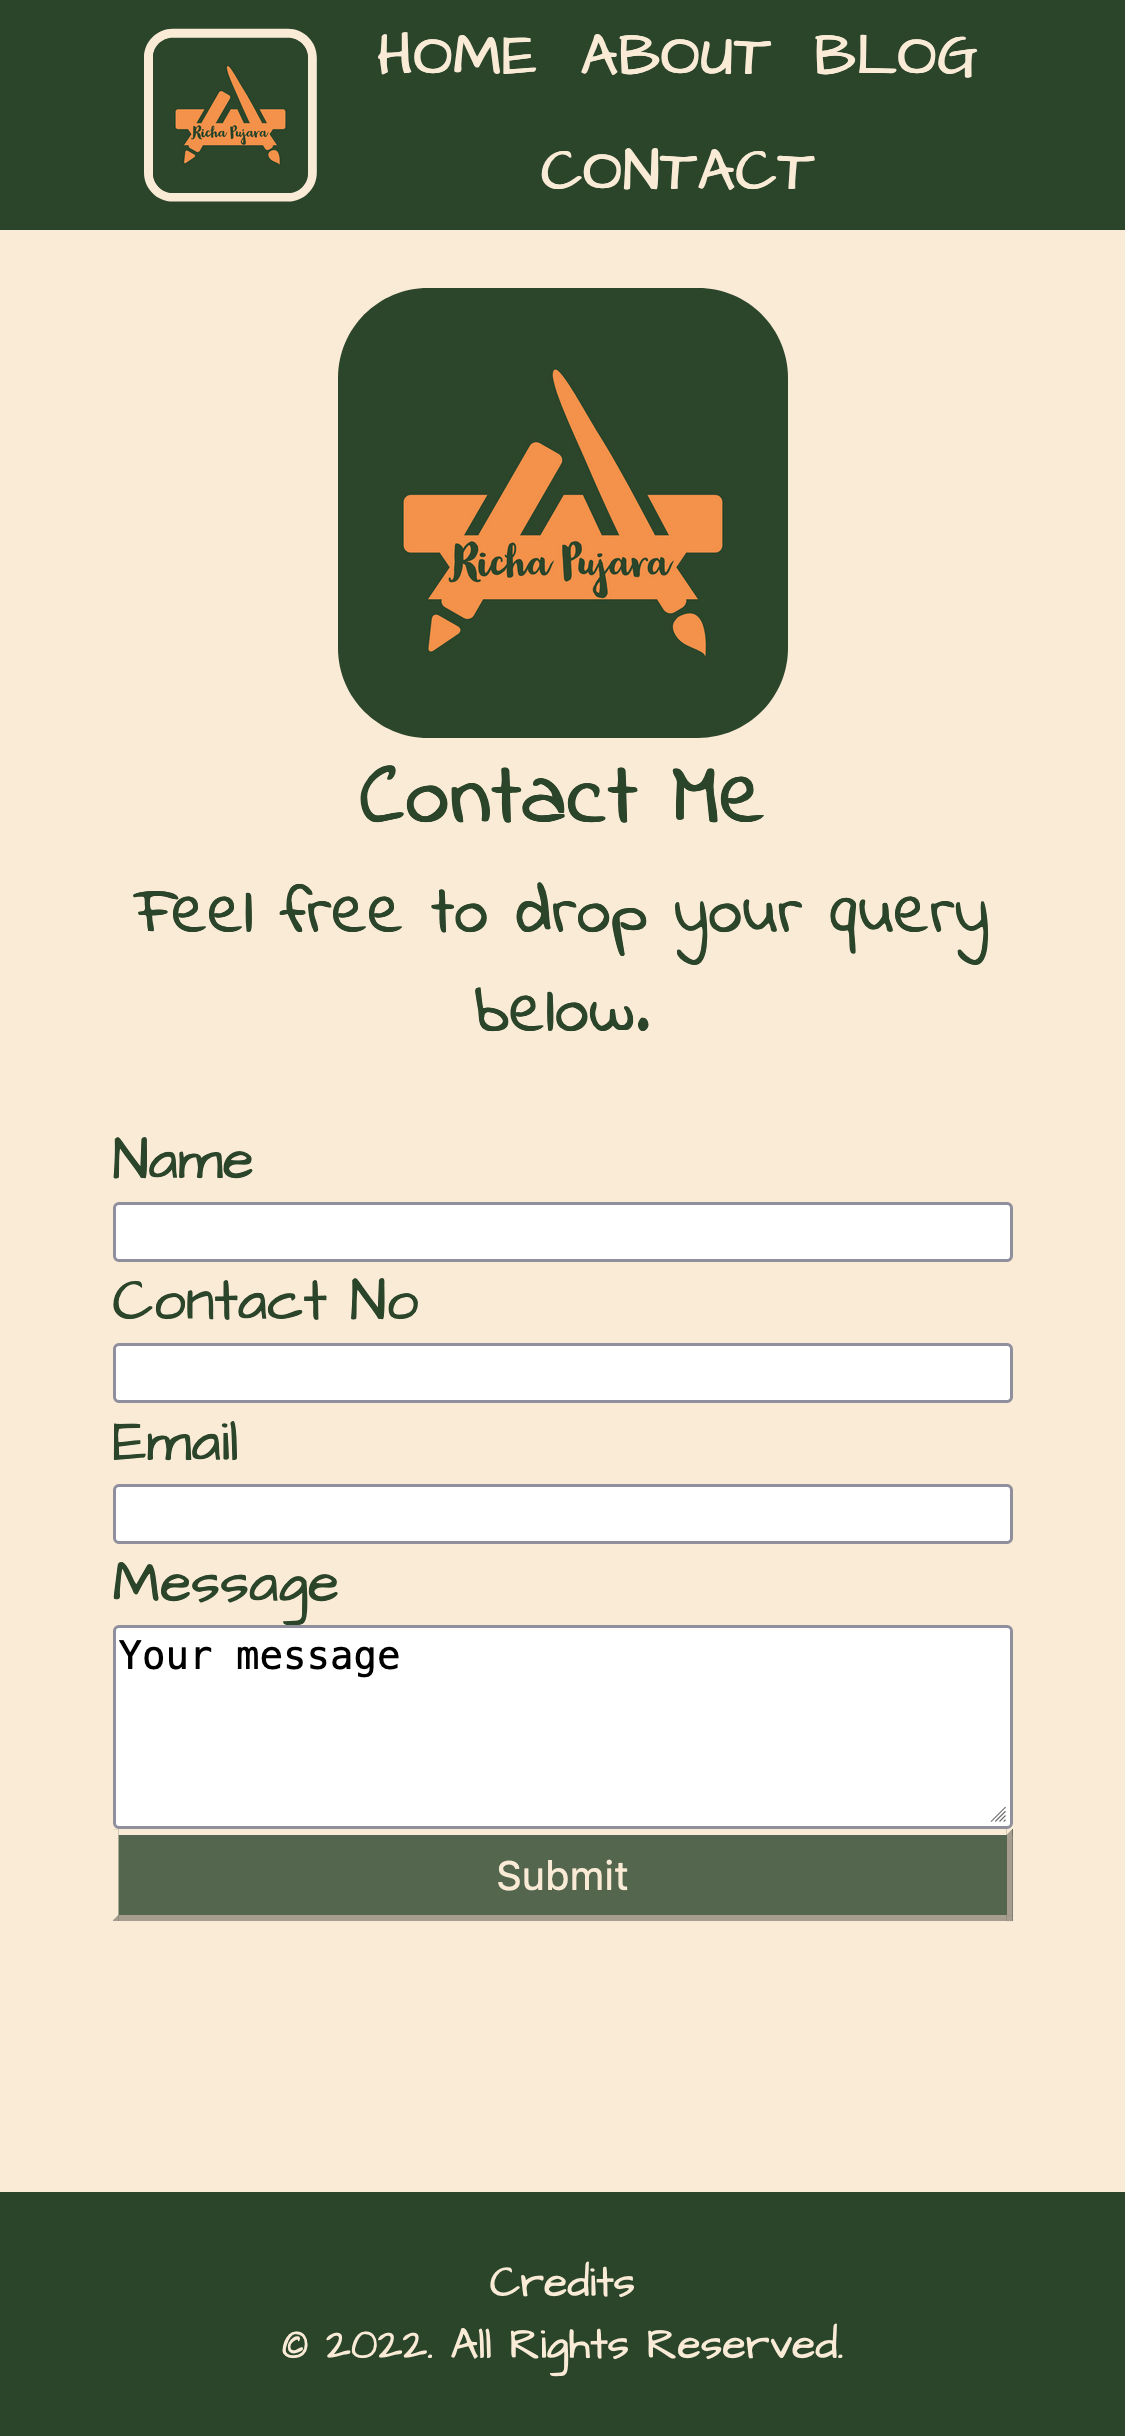 Richa Pujara
HOME ABOUT BLOG
CONTACT
Richa Pujara
Contact Me
Feel free to drop your query
below.
Name
Contact No
Email
Message
Your message
Submit
Credits
© 2022. All Rights Reserved.